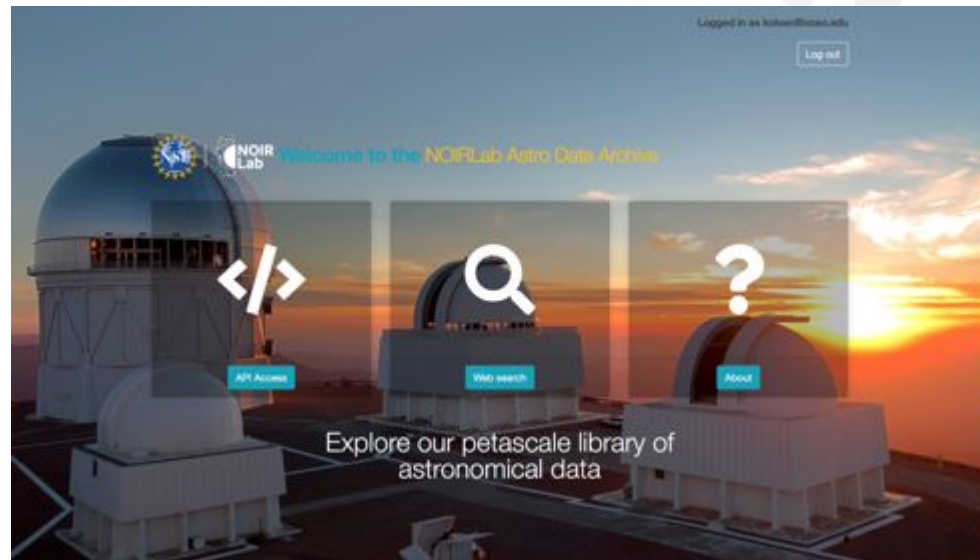 Logged in as
Log out
NOIR
Lab
Welcome to the NOIRLab Astro Data Archive
API Access
Web search
About
Explore our petascale library of
astronomical data